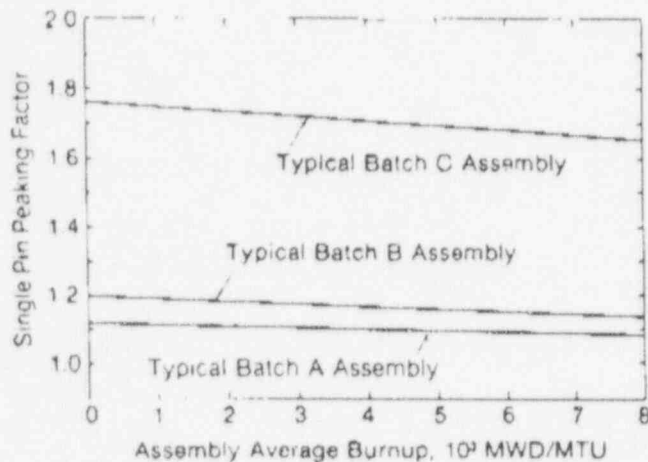 2.0
1.8
1.6
1.4
1.2
1.0
Single Pin Peaking Factor
Typical Batch C Assembly
Typical Batch B Assembly
Typical Batch A Assembly
0 1 2 3 4 5 6 7 8
Assembly Average Burnup, 10³ MWD/MTU